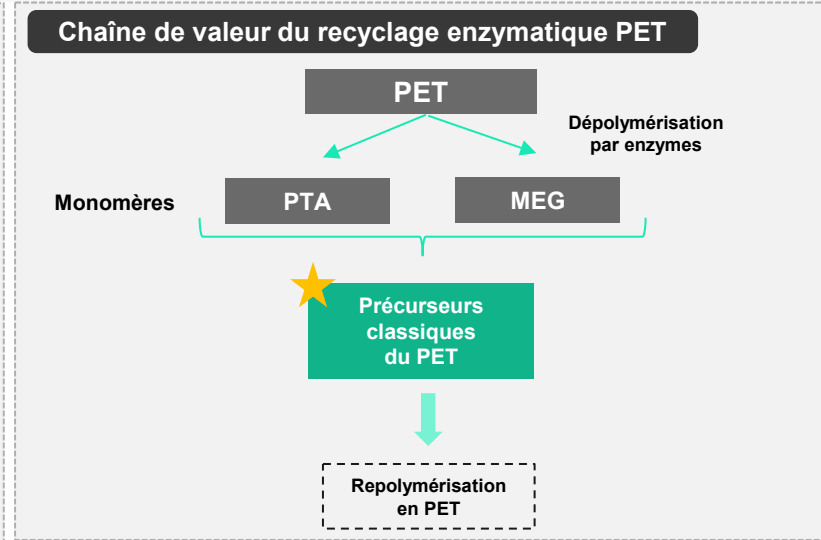 Chaîne de valeur du recyclage enzymatique PET
PET
Dépolymérisation
par enzymes
Monomères
PTA
MEG
Précurseurs
classiques
du PET
Repolymérisation
en PET